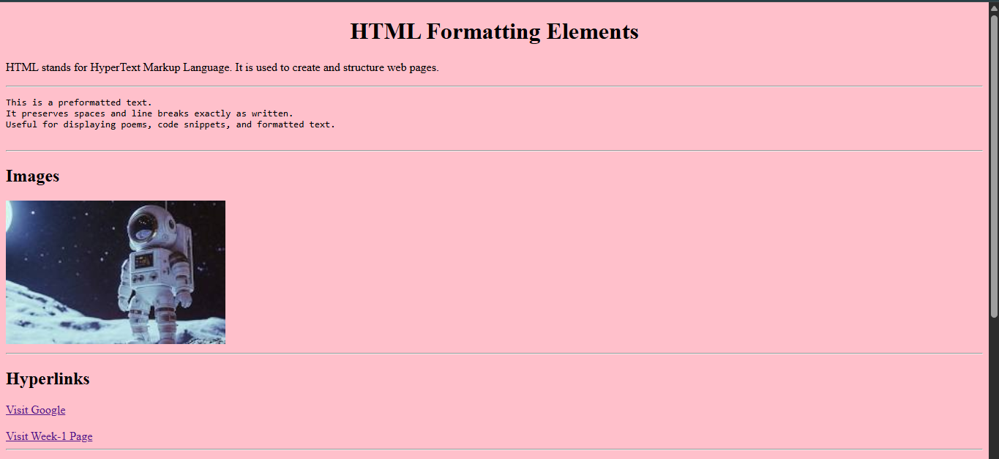 HTML Formatting Elements
HTML stands for HyperText Markup Language. It is used to create and structure web pages.
This is a preformatted text.
It preserves spaces and line breaks exactly as written.
Useful for displaying poems, code snippets, and formatted text.
Images
Hyperlinks
Visit Google
Visit Week-1 Page